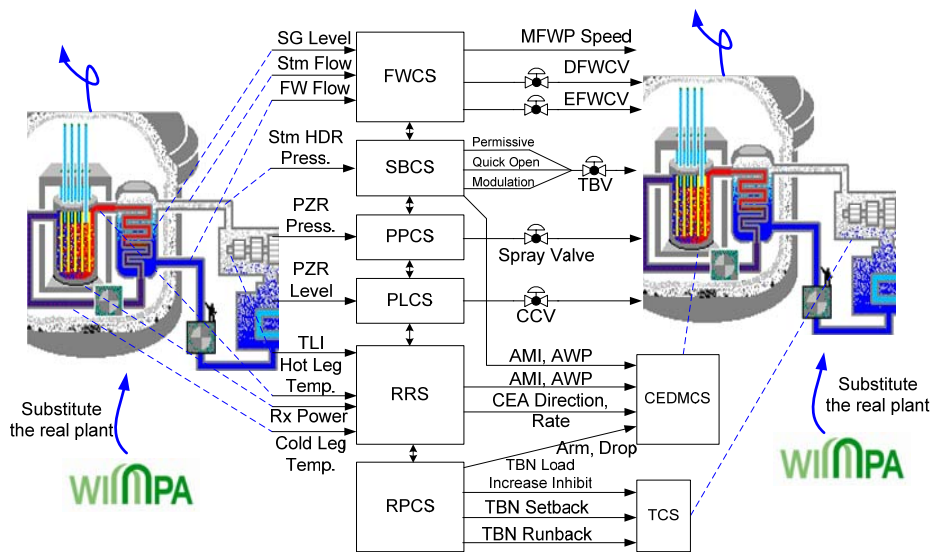 SG Level
Stm Flow
FW Flow
FWCS
MFWP Speed
DFWCV
EFWCV
Stm HDR
Press.
SBCS
Permissive
Quick Open
Modulation
TBV
PZR
Press.
PPCS
Spray Valve
PZR
Level
PLCS
CCV
TLI
Hot Leg
Temp.
Rx Power
Cold Leg
Temp.
RRS
AMI, AWP
AMI, AWP
CEA Direction,
Rate
CEDMCS
Arm, Drop
RPCS
TBN Load
Increase Inhibit
TBN Setback
TBN Runback
TCS
Substitute
the real plant
WIMPA
Substitute
the real plant
WIMPA